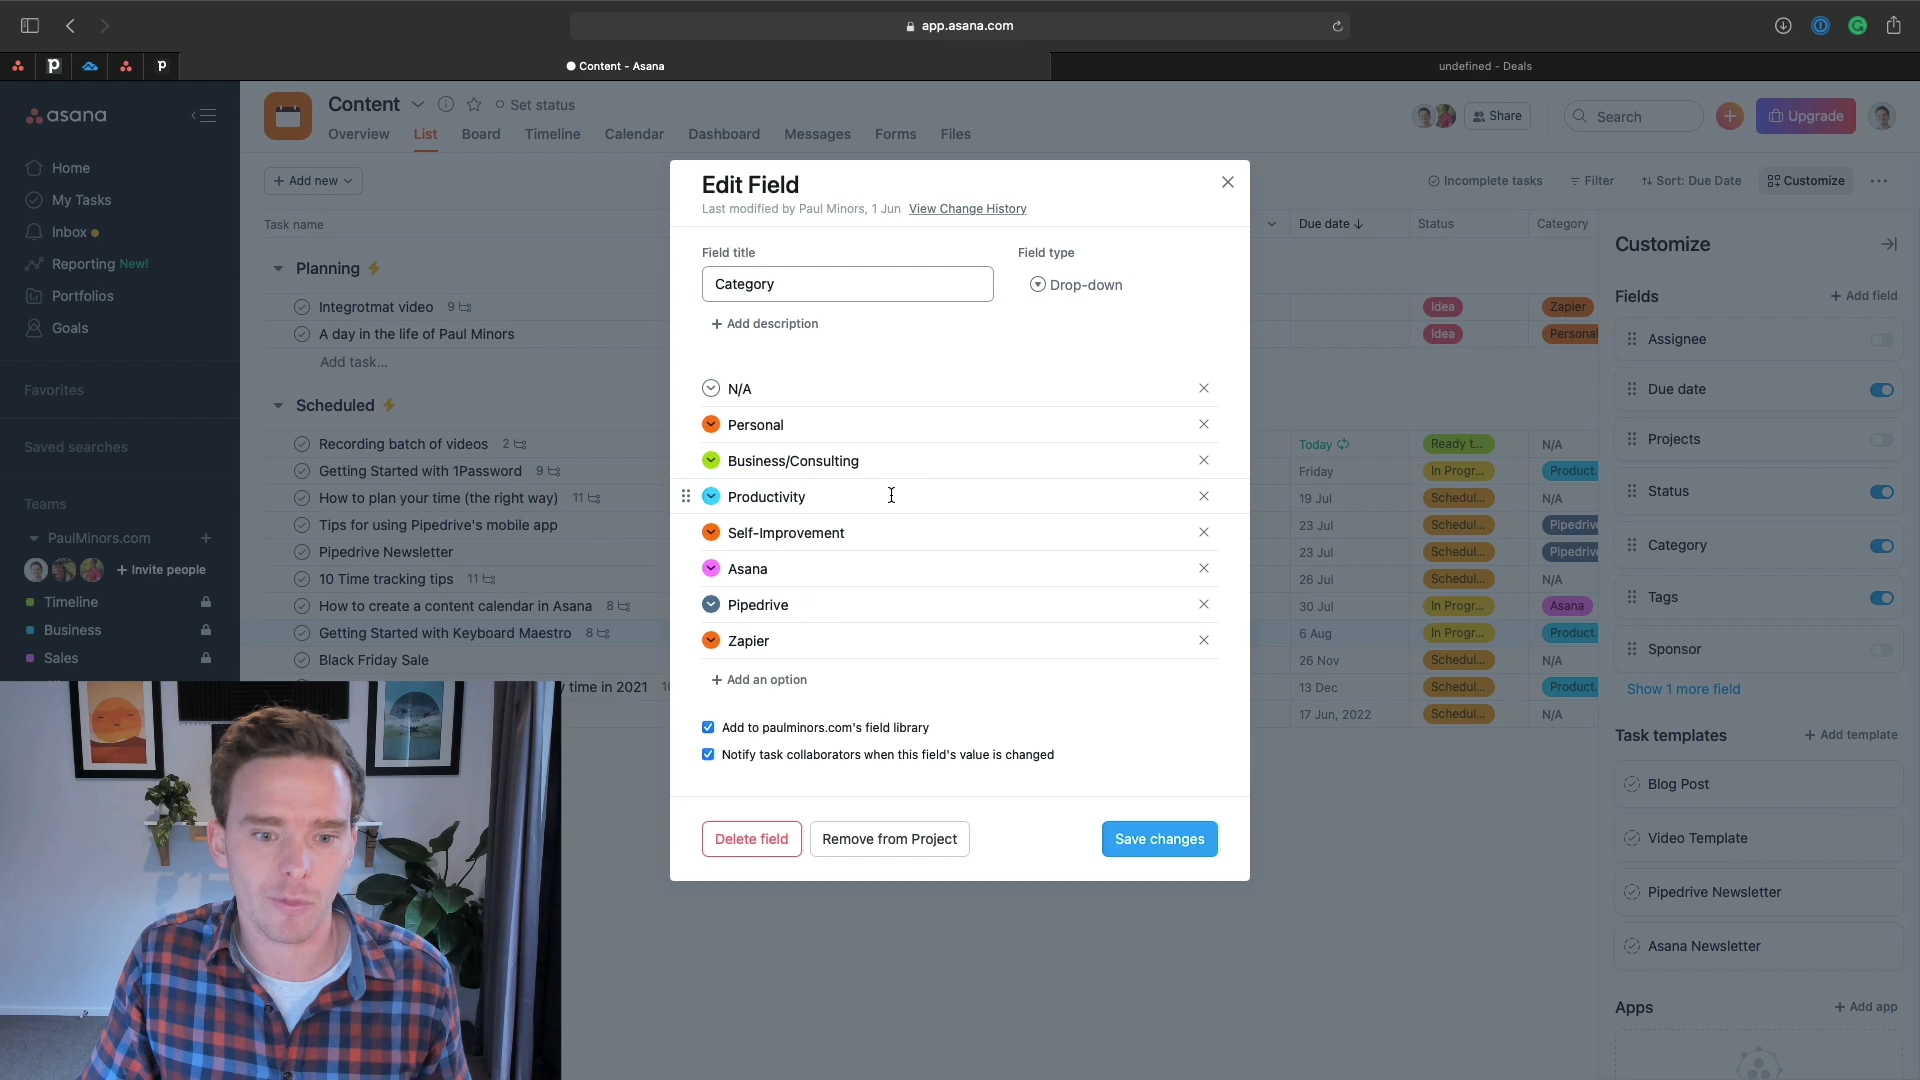 app.asana.com
Content - Asana
undefined - Deals
asana
Content
Set status
Share
Search
Upgrade
Overview
List
Board
Timeline
Calendar
Dashboard
Messages
Forms
Files
Home
My Tasks
Inbox
Reporting New!
Portfolios
Goals
Favorites
Saved searches
Teams
PaulMinors.com
Invite people
Timeline
Business
Sales
Add new
Incomplete tasks
Filter
Sort: Due Date
Customize
Task name
Due date
Status
Category
Planning
Integrotmat video 9
Idea
Zapier
A day in the life of Paul Minors
Idea
Personal
Add task...
Scheduled
Recording batch of videos 2
Today
Ready t...
N/A
Getting Started with 1Password 9
Friday
In Progr...
Product.
How to plan your time (the right way) 11
19 Jul
Schedul...
N/A
Tips for using Pipedrive's mobile app
23 Jul
Schedul...
Pipedrive
Pipedrive Newsletter
23 Jul
Schedul...
Pipedrive
10 Time tracking tips 11
26 Jul
Schedul...
N/A
How to create a content calendar in Asana 8
30 Jul
In Progr...
Asana
Getting Started with Keyboard Maestro 8
6 Aug
In Progr...
Product.
Black Friday Sale
26 Nov
Schedul...
N/A
time in 2021
13 Dec
Schedul...
Product.
17 Jun, 2022
Schedul...
N/A
Edit Field
Last modified by Paul Minors, 1 Jun View Change History
Field title
Field type
Category
Drop-down
Add description
N/A
Personal
Business/Consulting
Productivity
Self-Improvement
Asana
Pipedrive
Zapier
Add an option
Add to paulminors.com's field library
Notify task collaborators when this field's value is changed
Delete field
Remove from Project
Save changes
Customize
Fields
Add field
Assignee
Due date
Projects
Status
Category
Tags
Sponsor
Show 1 more field
Task templates
Add template
Blog Post
Video Template
Pipedrive Newsletter
Asana Newsletter
Apps
Add app